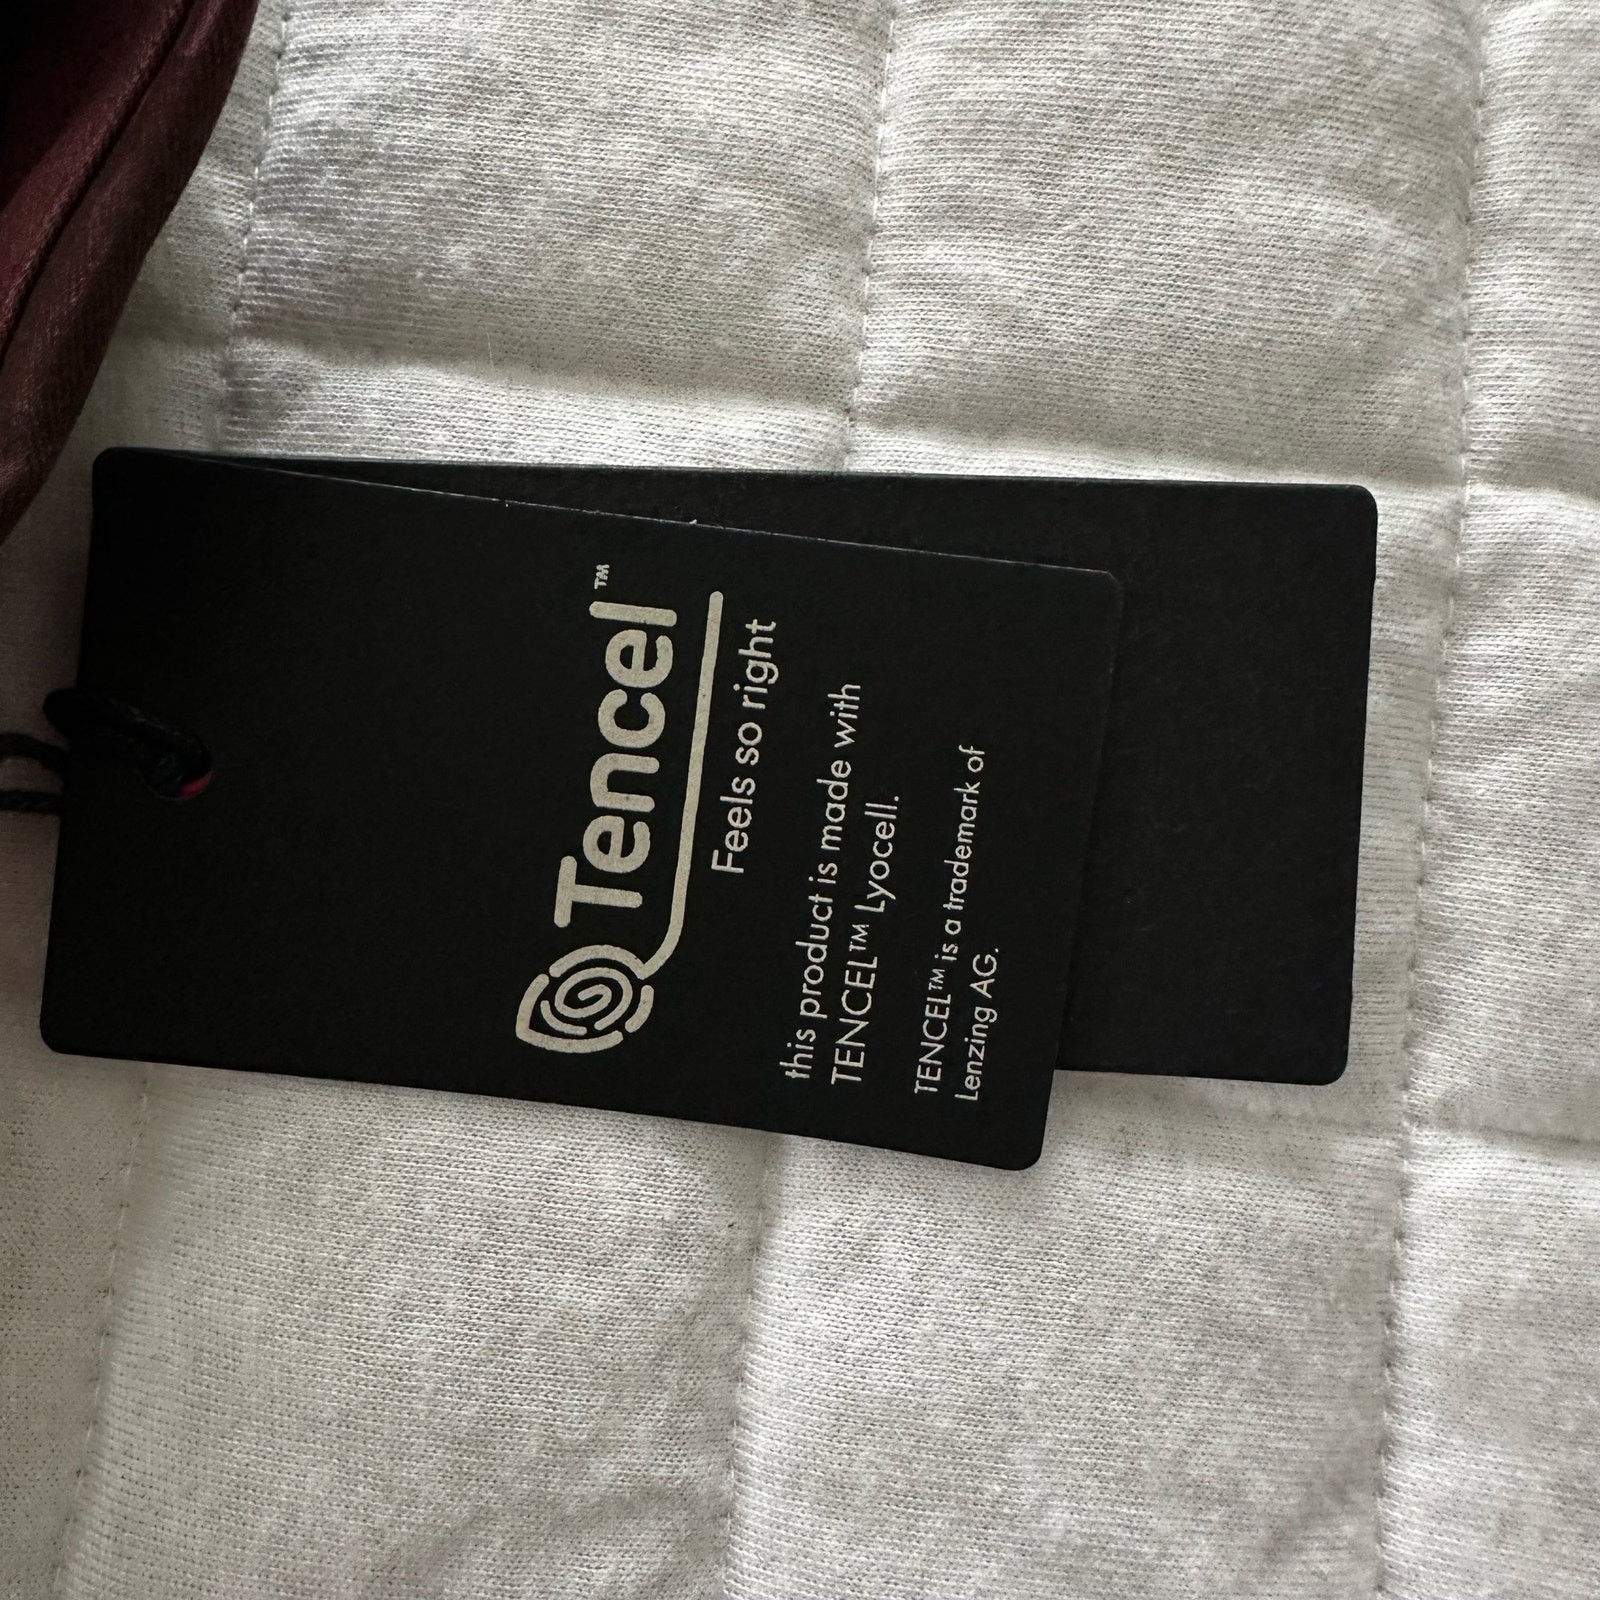 Tencel™
Feels so right
this product is made with
TENCEL™ Lyocell.
TENCEL™ is a trademark of
Lenzing AG.